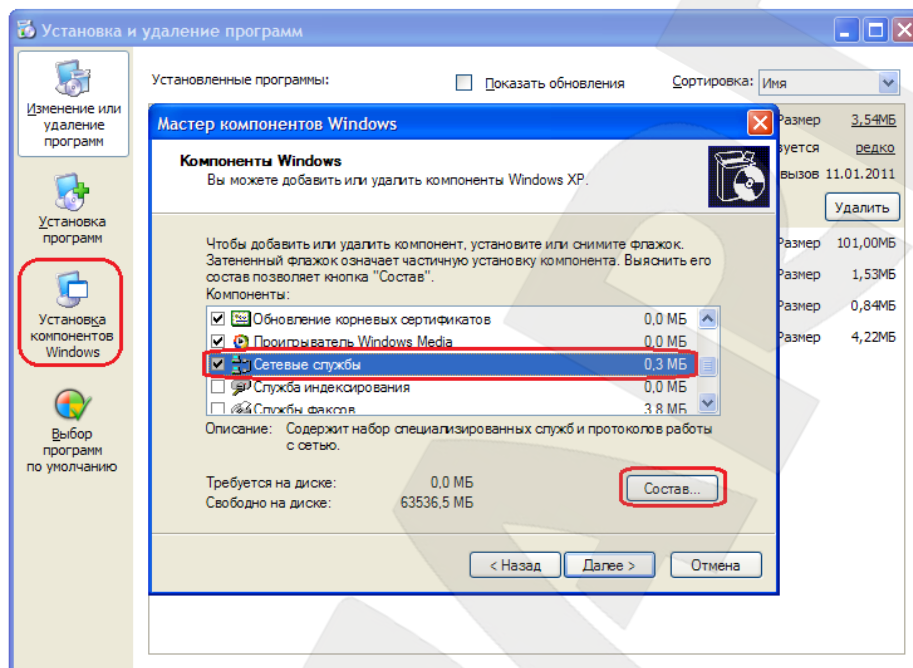 Установка и удаление программ
Изменение или
удаление
программ
Установка
программ
Установка
компонентов
Windows
Выбор
программ
по умолчанию
Установленные программы:
Показать обновления
Сортировка: Имя
Размер 3,54МБ
зуется редко
вызов 11.01.2011
Удалить
Размер 101,00МБ
Размер 1,53МБ
Размер 0,84МБ
Размер 4,22МБ
Мастер компонентов Windows
Компоненты Windows
Вы можете добавить или удалить компоненты Windows XP.
Чтобы добавить или удалить компонент, установите или снимите флажок.
Затененный флажок означает частичную установку компонента. Выяснить его
состав позволяет кнопка "Состав".
Компоненты:
Обновление корневых сертификатов 0,0 МБ
Проигрыватель Windows Media 0,0 МБ
Сетевые службы 0,3 МБ
Служба индексирования 0,0 МБ
Службы факсов 3,8 МБ
Описание: Содержит набор специализированных служб и протоколов работы
с сетью.
Требуется на диске: 0,0 МБ
Свободно на диске: 63536,5 МБ
Состав...
< Назад
Далее >
Отмена